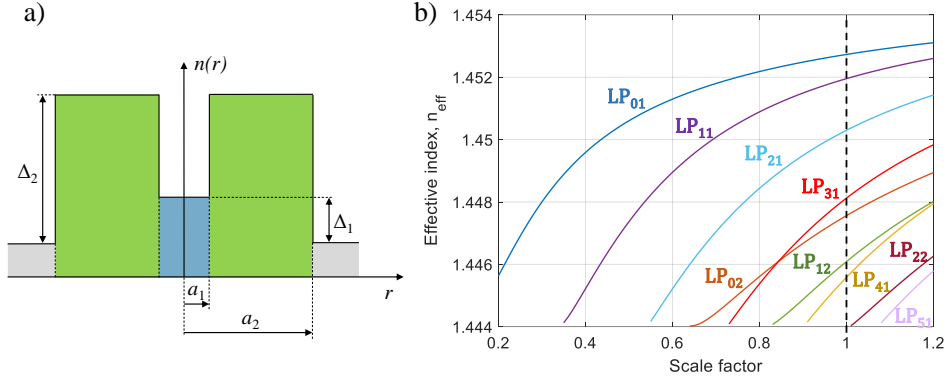 a)
n(r)
Δ₂
Δ₁
a₁
a₂
r
b)
Effective index, n_eff
1.454
1.452
1.45
1.448
1.446
1.444
LP₀₁
LP₁₁
LP₂₁
LP₃₁
LP₀₂
LP₁₂
LP₄₁
LP₂₂
LP₅₁
0.2 0.4 0.6 0.8 1 1.2
Scale factor